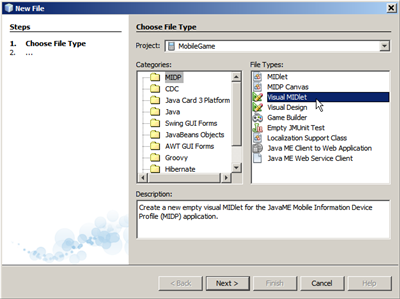 New File
Steps
1. Choose File Type
2. ...
Choose File Type
Project: MobileGame
Categories:
MIDP
CDC
Java Card 3 Platform
Java
Swing GUI Forms
JavaBeans Objects
AWT GUI Forms
Groovy
Hibernate
File Types:
MIDlet
MIDP Canvas
Visual MIDlet
Visual Design
Game Builder
Empty JMUnit Test
Localization Support Class
Java ME Client to Web Application
Java ME Web Service Client
Description:
Create a new empty visual MIDlet for the JavaME Mobile Information Device
Profile (MIDP) application.
< Back
Next >
Finish
Cancel
Help